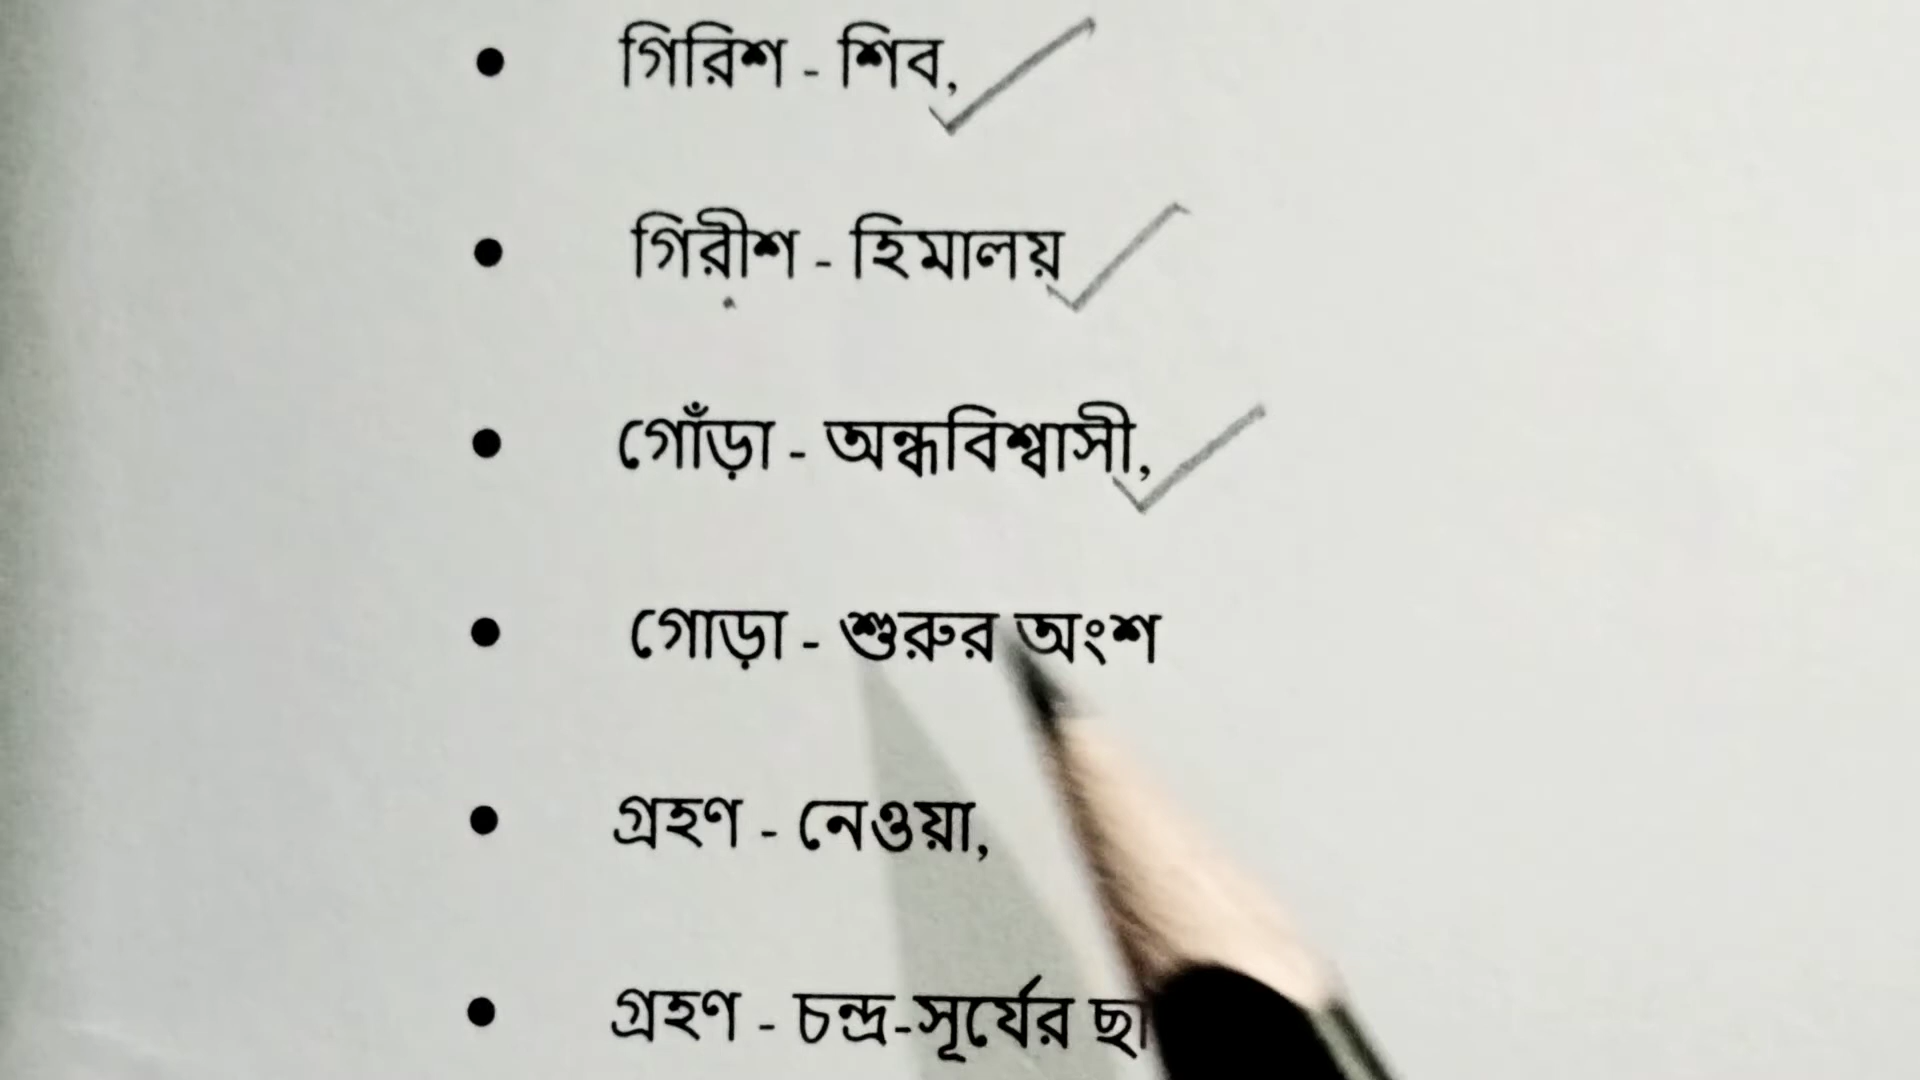 • গিরিশ - শিব,
• গিরীশ - হিমালয়
• গোঁড়া - অন্ধবিশ্বাসী,
• গোড়া - শুরুর অংশ
• গ্রহণ - নেওয়া,
• গ্রহণ - চন্দ্র-সূর্যের